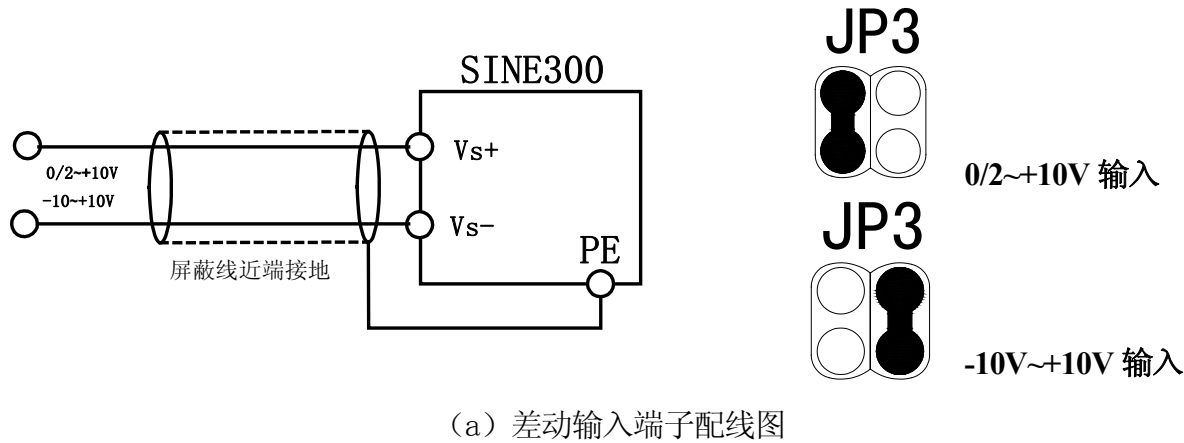 SINE300
Vs+
0/2~+10V
-10~+10V
Vs-
PE
屏蔽线近端接地
JP3
0/2~+10V 输入
JP3
-10V~+10V 输入
（a）差动输入端子配线图